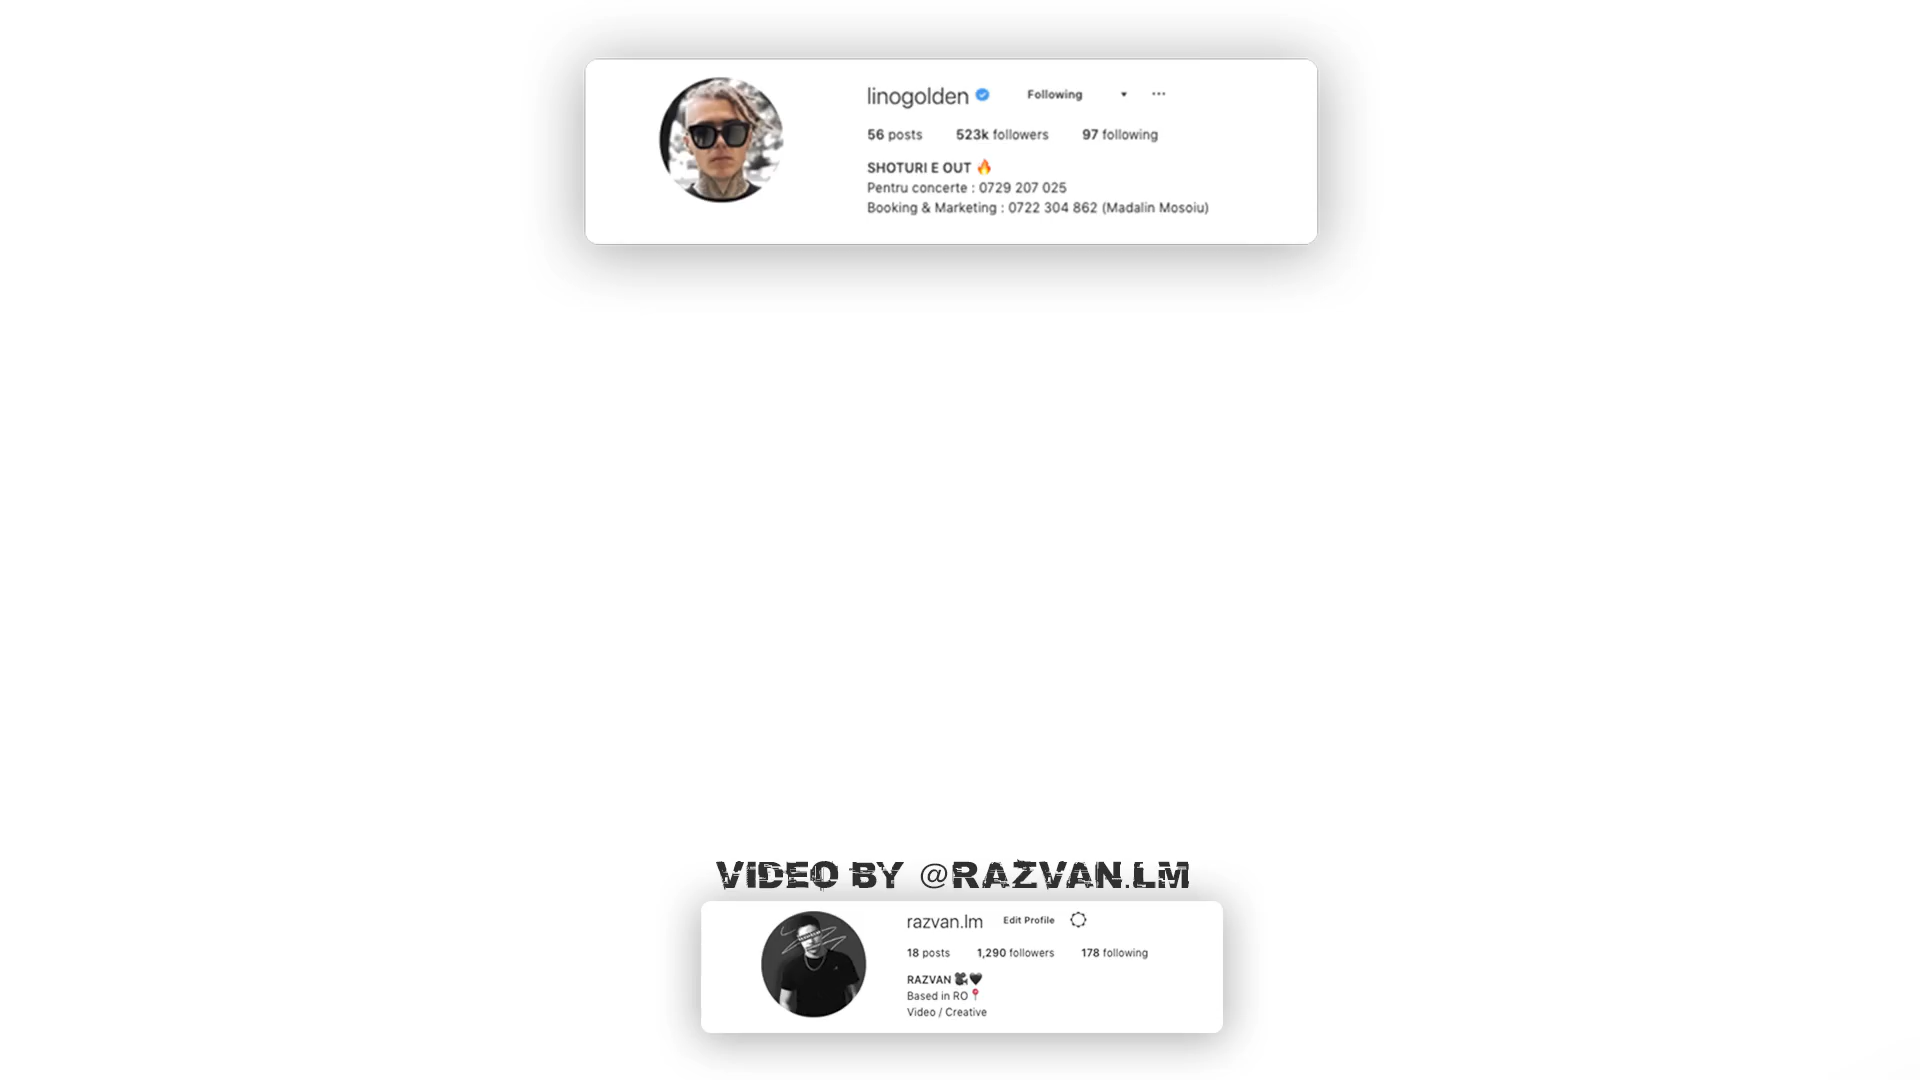 linogolden Following
56 posts 523k followers 97 following
SHOTURI E OUT 🔥
Pentru concerte : 0729 207 025
Booking & Marketing : 0722 304 862 (Madalin Mosoiu)
VIDEO BY @RAZVAN.LM
razvan.lm Edit Profile
18 posts 1,290 followers 178 following
RAZVAN 🎥🖤
Based in RO📍
Video / Creative